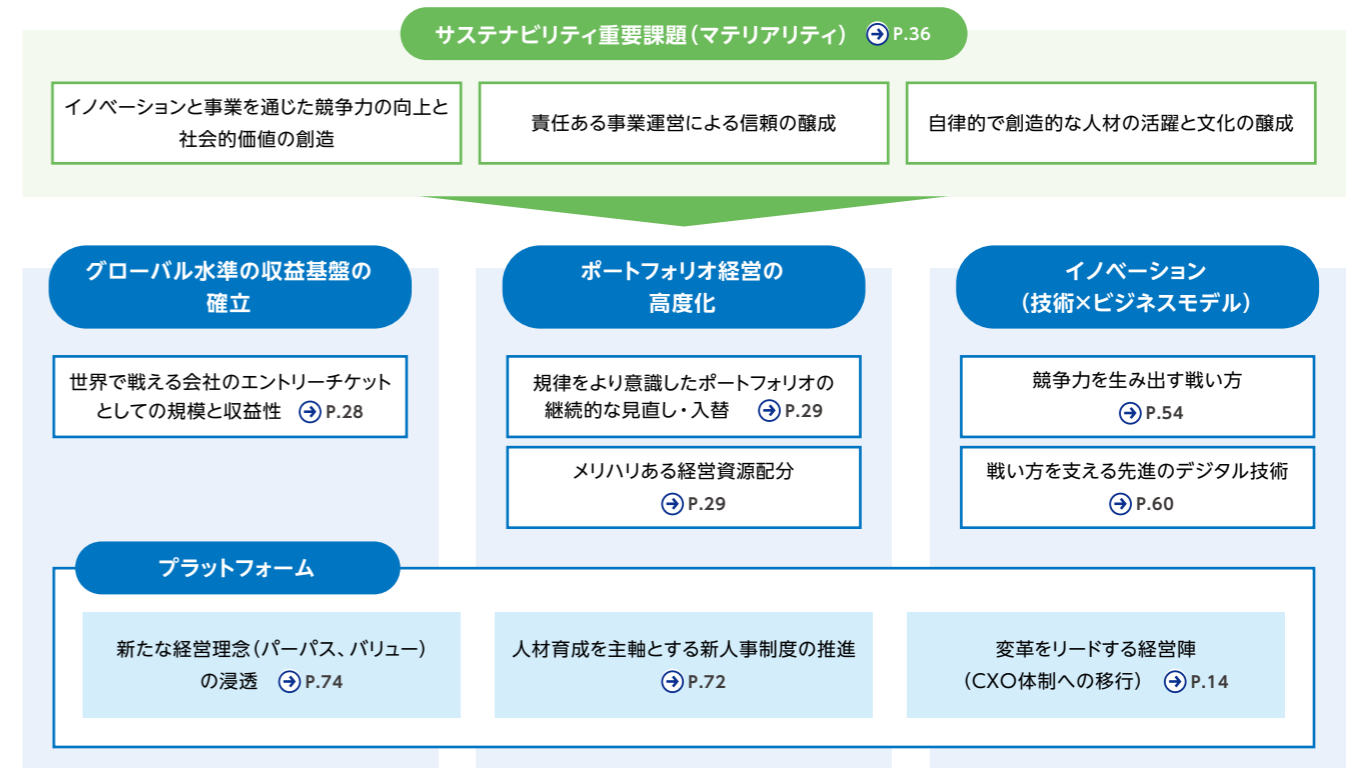 サステナビリティ重要課題(マテリアリティ) P.36
イノベーションと事業を通じた競争力の向上と
社会的価値の創造
責任ある事業運営による信頼の醸成
自律的で創造的な人材の活躍と文化の醸成
グローバル水準の収益基盤の
確立
世界で戦える会社のエントリーチケット
としての規模と収益性 P.28
ポートフォリオ経営の
高度化
規律をより意識したポートフォリオの
継続的な見直し・入替 P.29
メリハリある経営資源配分
P.29
イノベーション
(技術×ビジネスモデル)
競争力を生み出す戦い方
P.54
戦い方を支える先進のデジタル技術
P.60
プラットフォーム
新たな経営理念(パーパス、バリュー)
の浸透 P.74
人材育成を主軸とする新人事制度の推進
P.72
変革をリードする経営陣
(CXO体制への移行) P.14